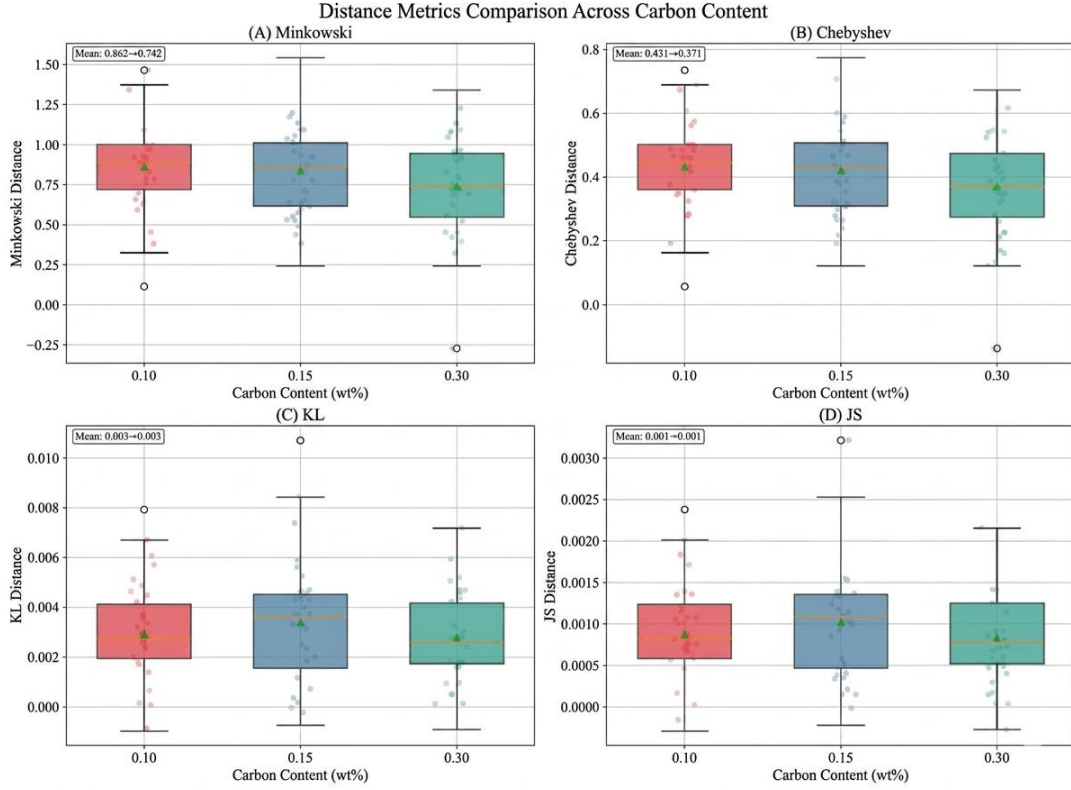 Distance Metrics Comparison Across Carbon Content
(A) Minkowski
Mean: 0.862→0.742
1.50
1.25
1.00
0.75
0.50
0.25
0.00
−0.25
Minkowski Distance
0.10 0.15 0.30
Carbon Content (wt%)
(B) Chebyshev
Mean: 0.431→0.371
0.8
0.6
0.4
0.2
0.0
Chebyshev Distance
0.10 0.15 0.30
Carbon Content (wt%)
(C) KL
Mean: 0.003→0.003
0.010
0.008
0.006
0.004
0.002
0.000
KL Distance
0.10 0.15 0.30
Carbon Content (wt%)
(D) JS
Mean: 0.001→0.001
0.0030
0.0025
0.0020
0.0015
0.0010
0.0005
0.0000
JS Distance
0.10 0.15 0.30
Carbon Content (wt%)